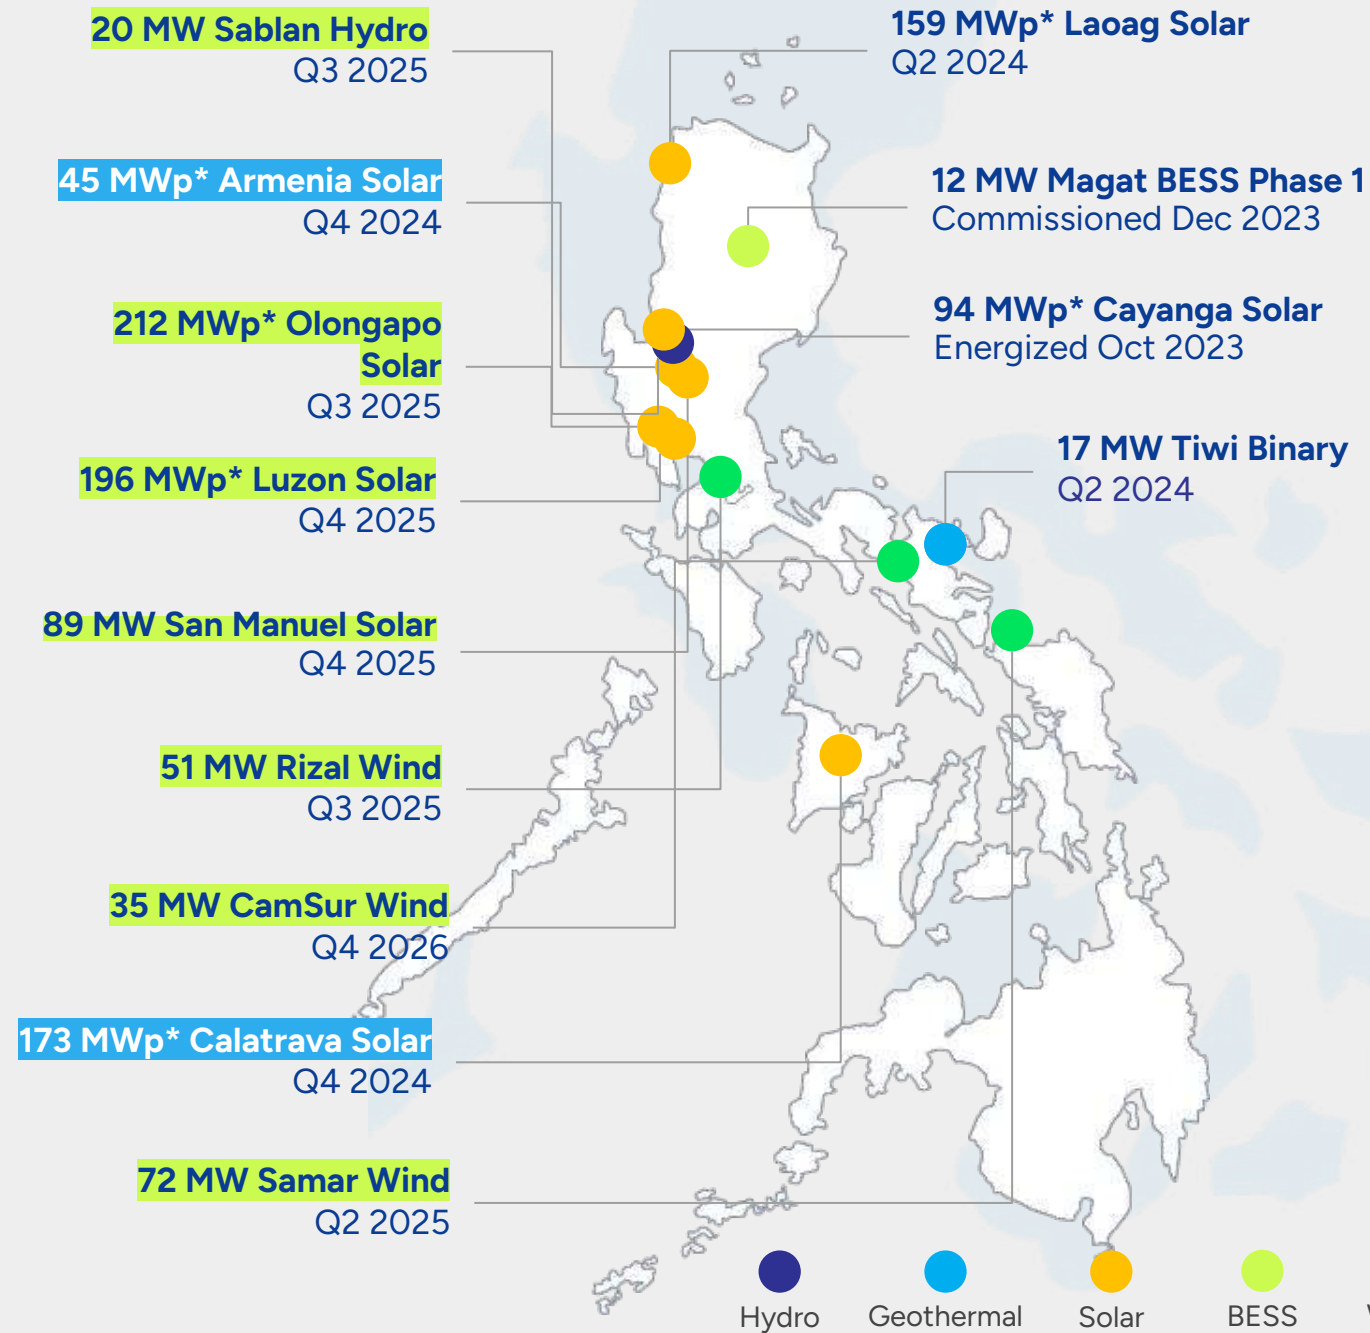 20 MW Sablan Hydro
Q3 2025
45 MWp* Armenia Solar
Q4 2024
212 MWp* Olongapo
Solar
Q3 2025
196 MWp* Luzon Solar
Q4 2025
89 MW San Manuel Solar
Q4 2025
51 MW Rizal Wind
Q3 2025
35 MW CamSur Wind
Q4 2026
173 MWp* Calatrava Solar
Q4 2024
72 MW Samar Wind
Q2 2025
159 MWp* Laoag Solar
Q2 2024
12 MW Magat BESS Phase 1
Commissioned Dec 2023
94 MWp* Cayanga Solar
Energized Oct 2023
17 MW Tiwi Binary
Q2 2024
Hydro Geothermal Solar BESS